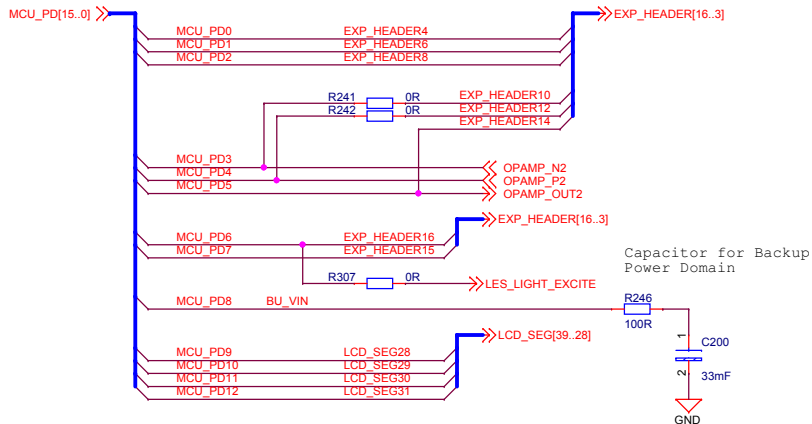 MCU_PD[15..0] EXP_HEADER[16..3]
MCU_PD0 EXP_HEADER4
MCU_PD1 EXP_HEADER6
MCU_PD2 EXP_HEADER8
R241 0R EXP_HEADER10
R242 0R EXP_HEADER12
EXP_HEADER14
MCU_PD3 OPAMP_N2
MCU_PD4 OPAMP_P2
MCU_PD5 OPAMP_OUT2
EXP_HEADER[16..3]
MCU_PD6 EXP_HEADER16
MCU_PD7 EXP_HEADER15
Capacitor for Backup
Power Domain
R307 0R LES_LIGHT_EXCITE
MCU_PD8 BU_VIN R246
100R
LCD_SEG[39..28]
1
C200
MCU_PD9 LCD_SEG28
MCU_PD10 LCD_SEG29
2
33mF
MCU_PD11 LCD_SEG30
MCU_PD12 LCD_SEG31
GND